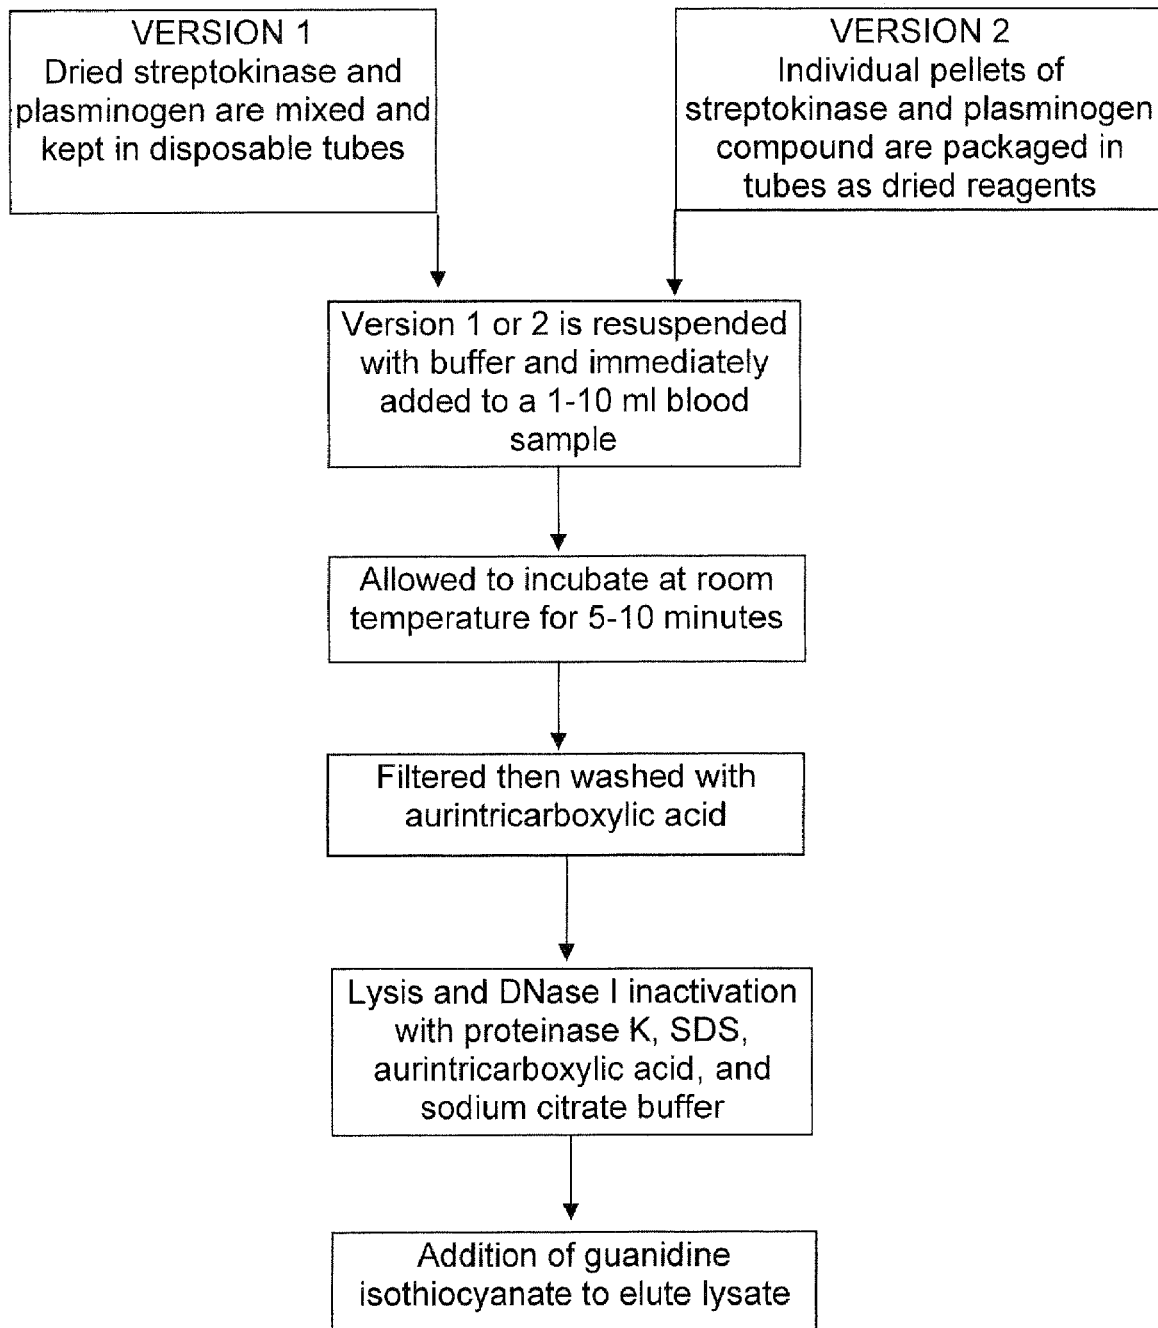 VERSION 1
Dried streptokinase and
plasminogen are mixed and
kept in disposable tubes
VERSION 2
Individual pellets of
streptokinase and plasminogen
compound are packaged in
tubes as dried reagents
Version 1 or 2 is resuspended
with buffer and immediately
added to a 1-10 ml blood
sample
Allowed to incubate at room
temperature for 5-10 minutes
Filtered then washed with
aurintricarboxylic acid
Lysis and DNase I inactivation
with proteinase K, SDS,
aurintricarboxylic acid, and
sodium citrate buffer
Addition of guanidine
isothiocyanate to elute lysate